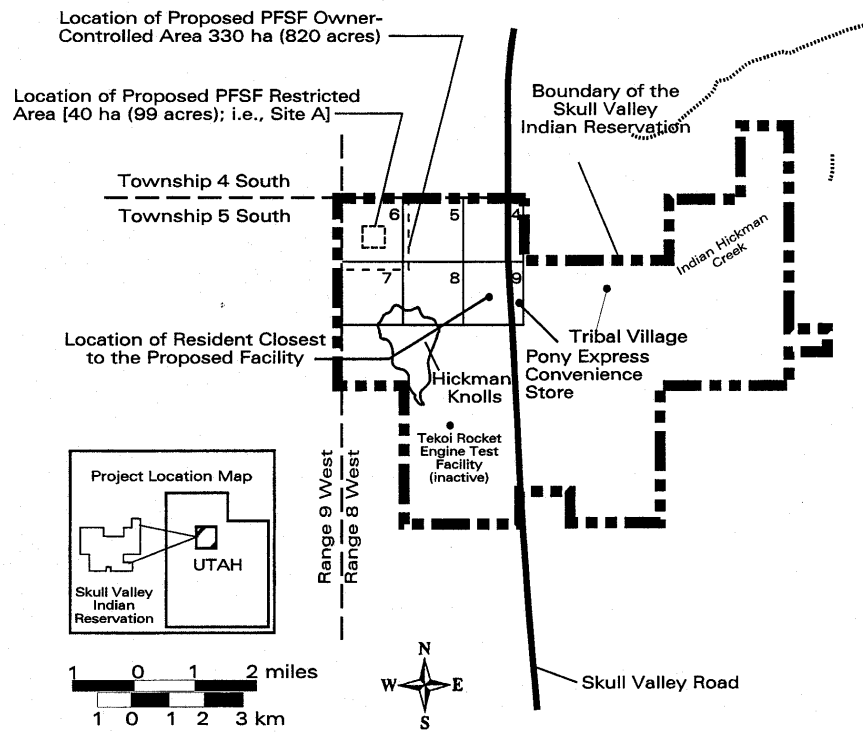 Location of Proposed PFSF Owner-
Controlled Area 330 ha (820 acres)
Location of Proposed PFSF Restricted
Area [40 ha (99 acres); i.e., Site A]
Boundary of the
Skull Valley
Indian Reservation
Township 4 South
Township 5 South
6
5
4
7
8
9
Indian Hickman
Creek
Location of Resident Closest
to the Proposed Facility
Tribal Village
Pony Express
Convenience
Store
Hickman
Knolls
Tekoi Rocket
Engine Test
Facility
(inactive)
Range 9 West
Range 8 West
Project Location Map
UTAH
Skull Valley
Indian
Reservation
1 0 1 2 miles
1 0 1 2 3 km
N
W
E
S
Skull Valley Road